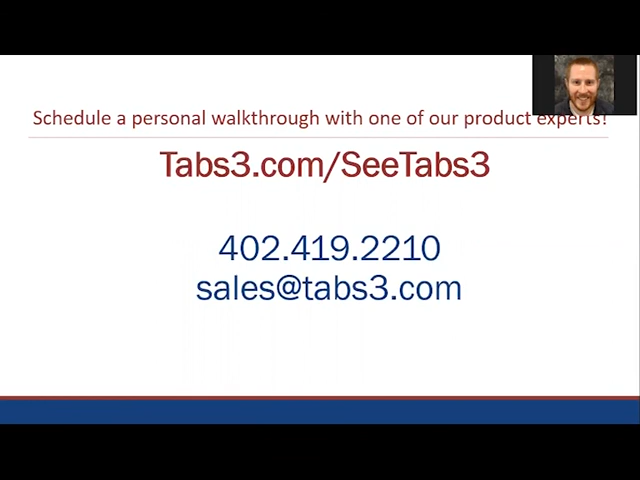 Schedule a personal walkthrough with one of our product experts!
Tabs3.com/SeeTabs3
402.419.2210
sales@tabs3.com